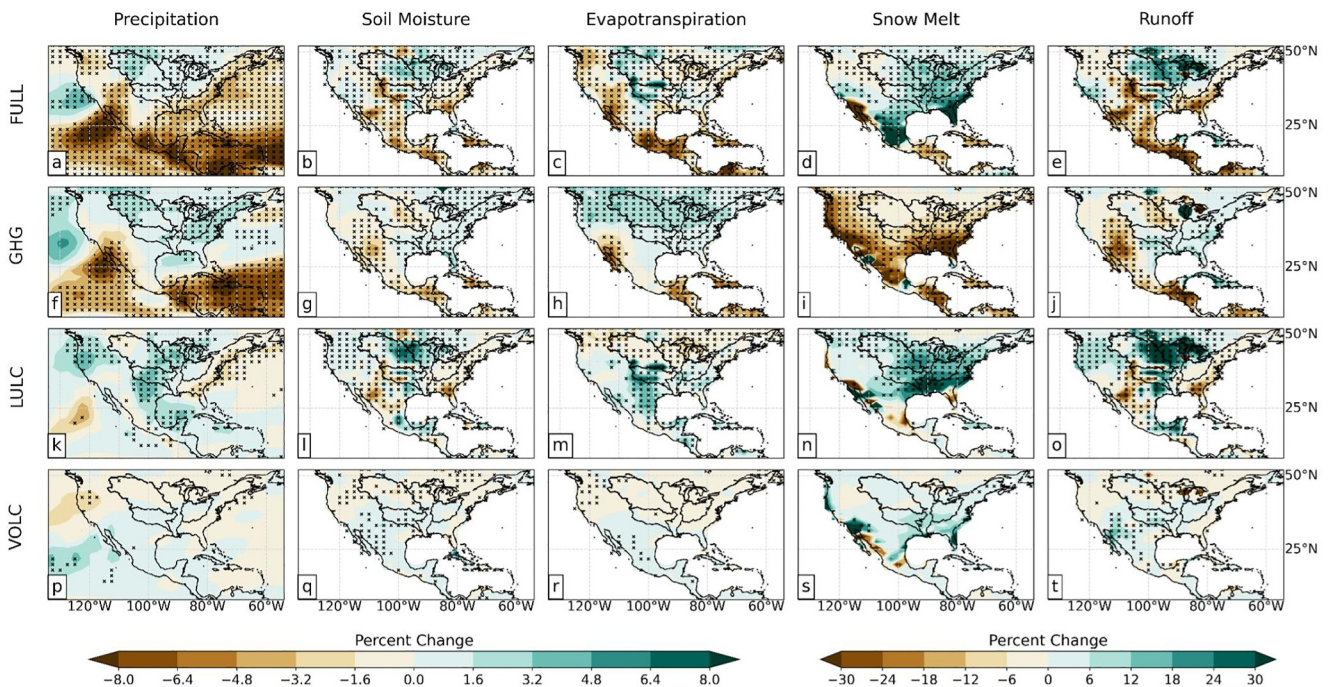 Precipitation Soil Moisture Evapotranspiration Snow Melt Runoff
FULL
a b c d e
50°N
25°N
GHG
f g h i j
50°N
25°N
LULC
k l m n o
50°N
25°N
VOLC
p q r s t
50°N
25°N
120°W 100°W 80°W 60°W 120°W 100°W 80°W 60°W 120°W 100°W 80°W 60°W 120°W 100°W 80°W 60°W 120°W 100°W 80°W 60°W
Percent Change Percent Change
−8.0 −6.4 −4.8 −3.2 −1.6 0.0 1.6 3.2 4.8 6.4 8.0 −30 −24 −18 −12 −6 0 6 12 18 24 30